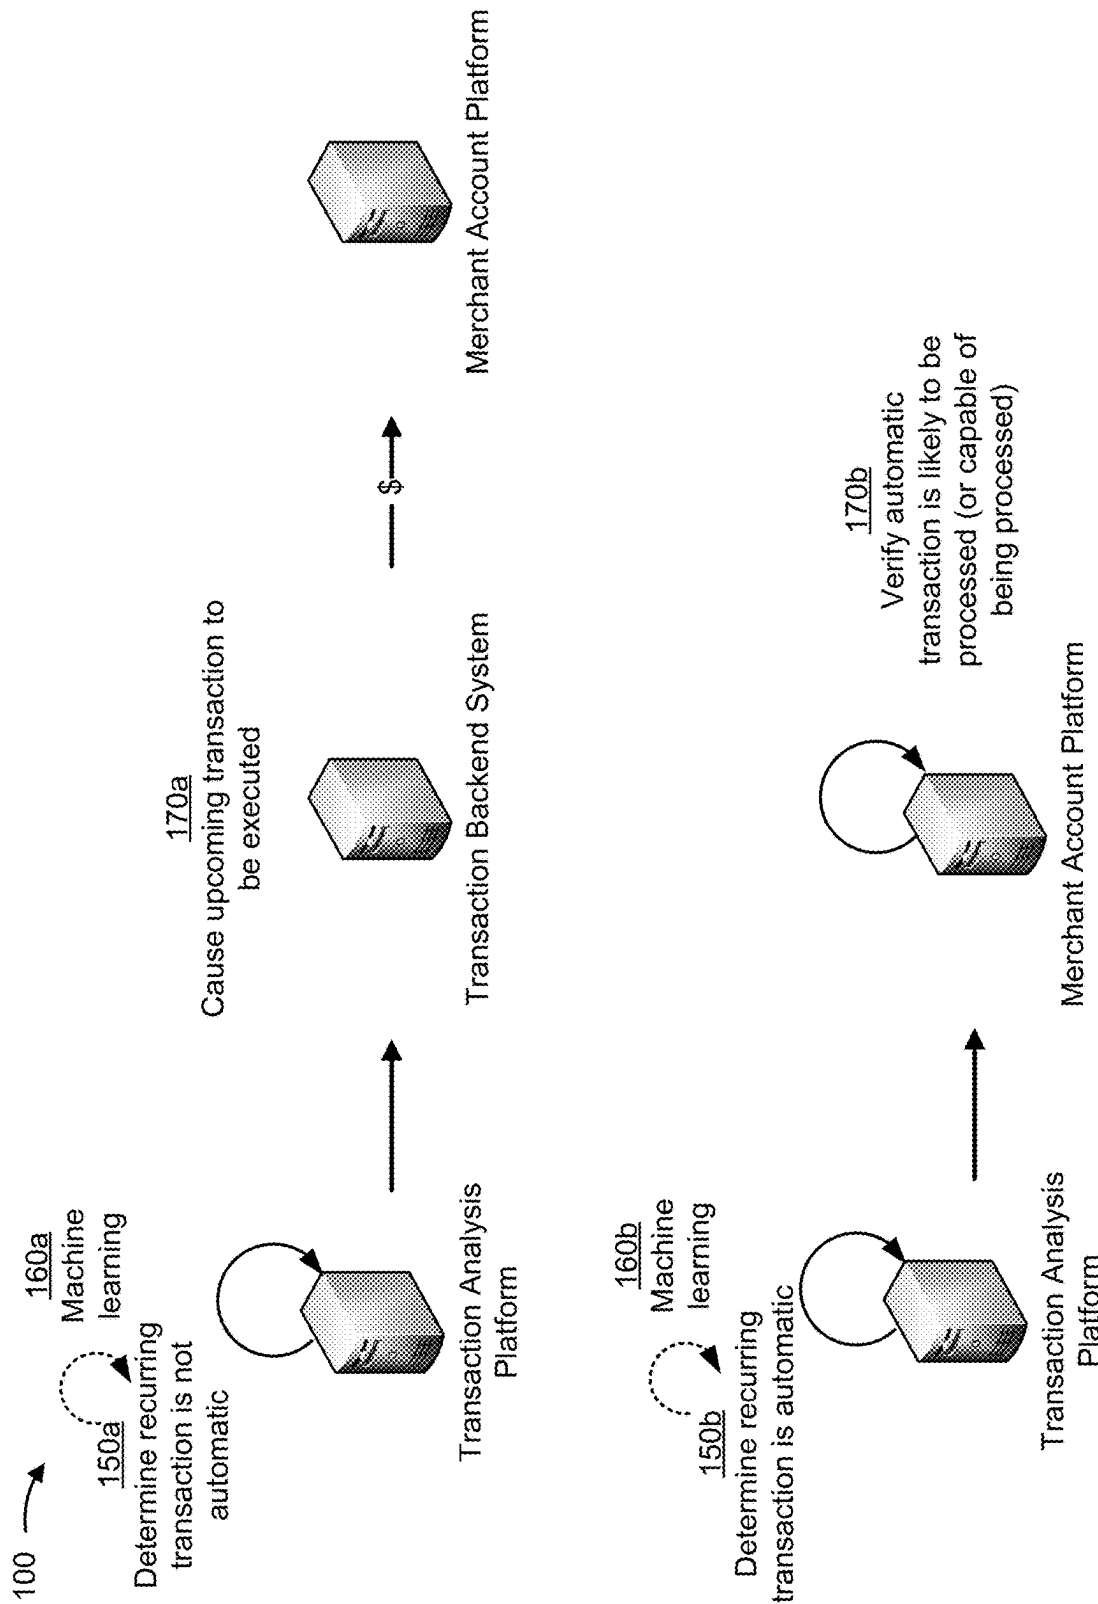 100
150a
Determine recurring
transaction is not
automatic
160a
Machine
learning
Transaction Analysis
Platform
170a
Cause upcoming transaction to
be executed
Transaction Backend System
$
Merchant Account Platform
150b
Determine recurring
transaction is automatic
160b
Machine
learning
Transaction Analysis
Platform
Merchant Account Platform
170b
Verify automatic
transaction is likely to be
processed (or capable of
being processed)